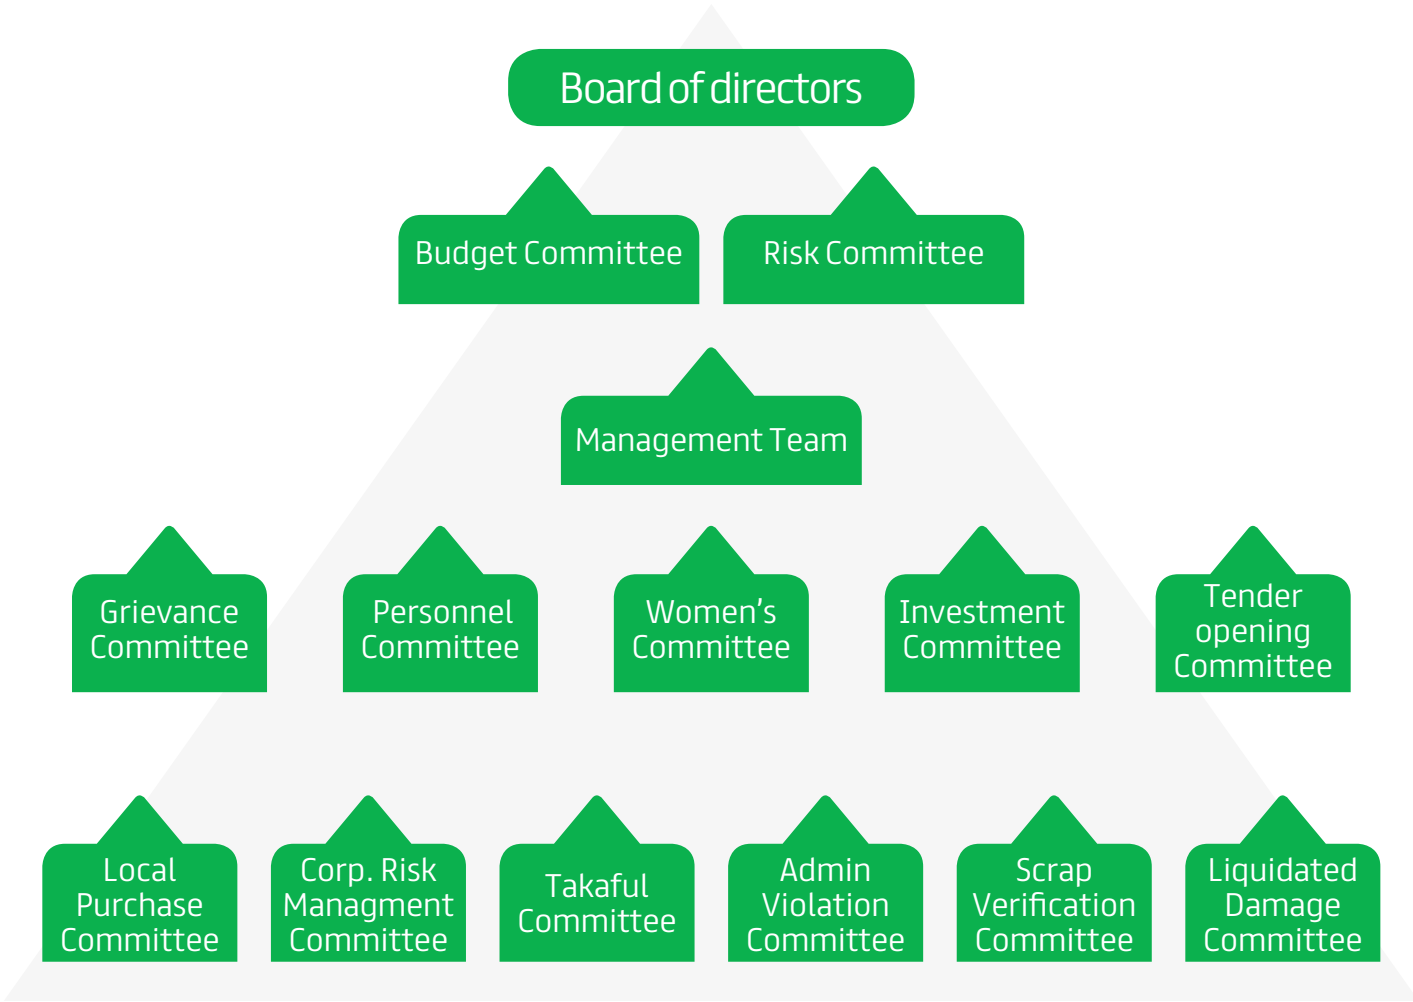 Board of directors
Budget Committee
Risk Committee
Management Team
Grievance
Committee
Personnel
Committee
Women's
Committee
Investment
Committee
Tender
opening
Committee
Local
Purchase
Committee
Corp. Risk
Managment
Committee
Takaful
Committee
Admin
Violation
Committee
Scrap
Verification
Committee
Liquidated
Damage
Committee